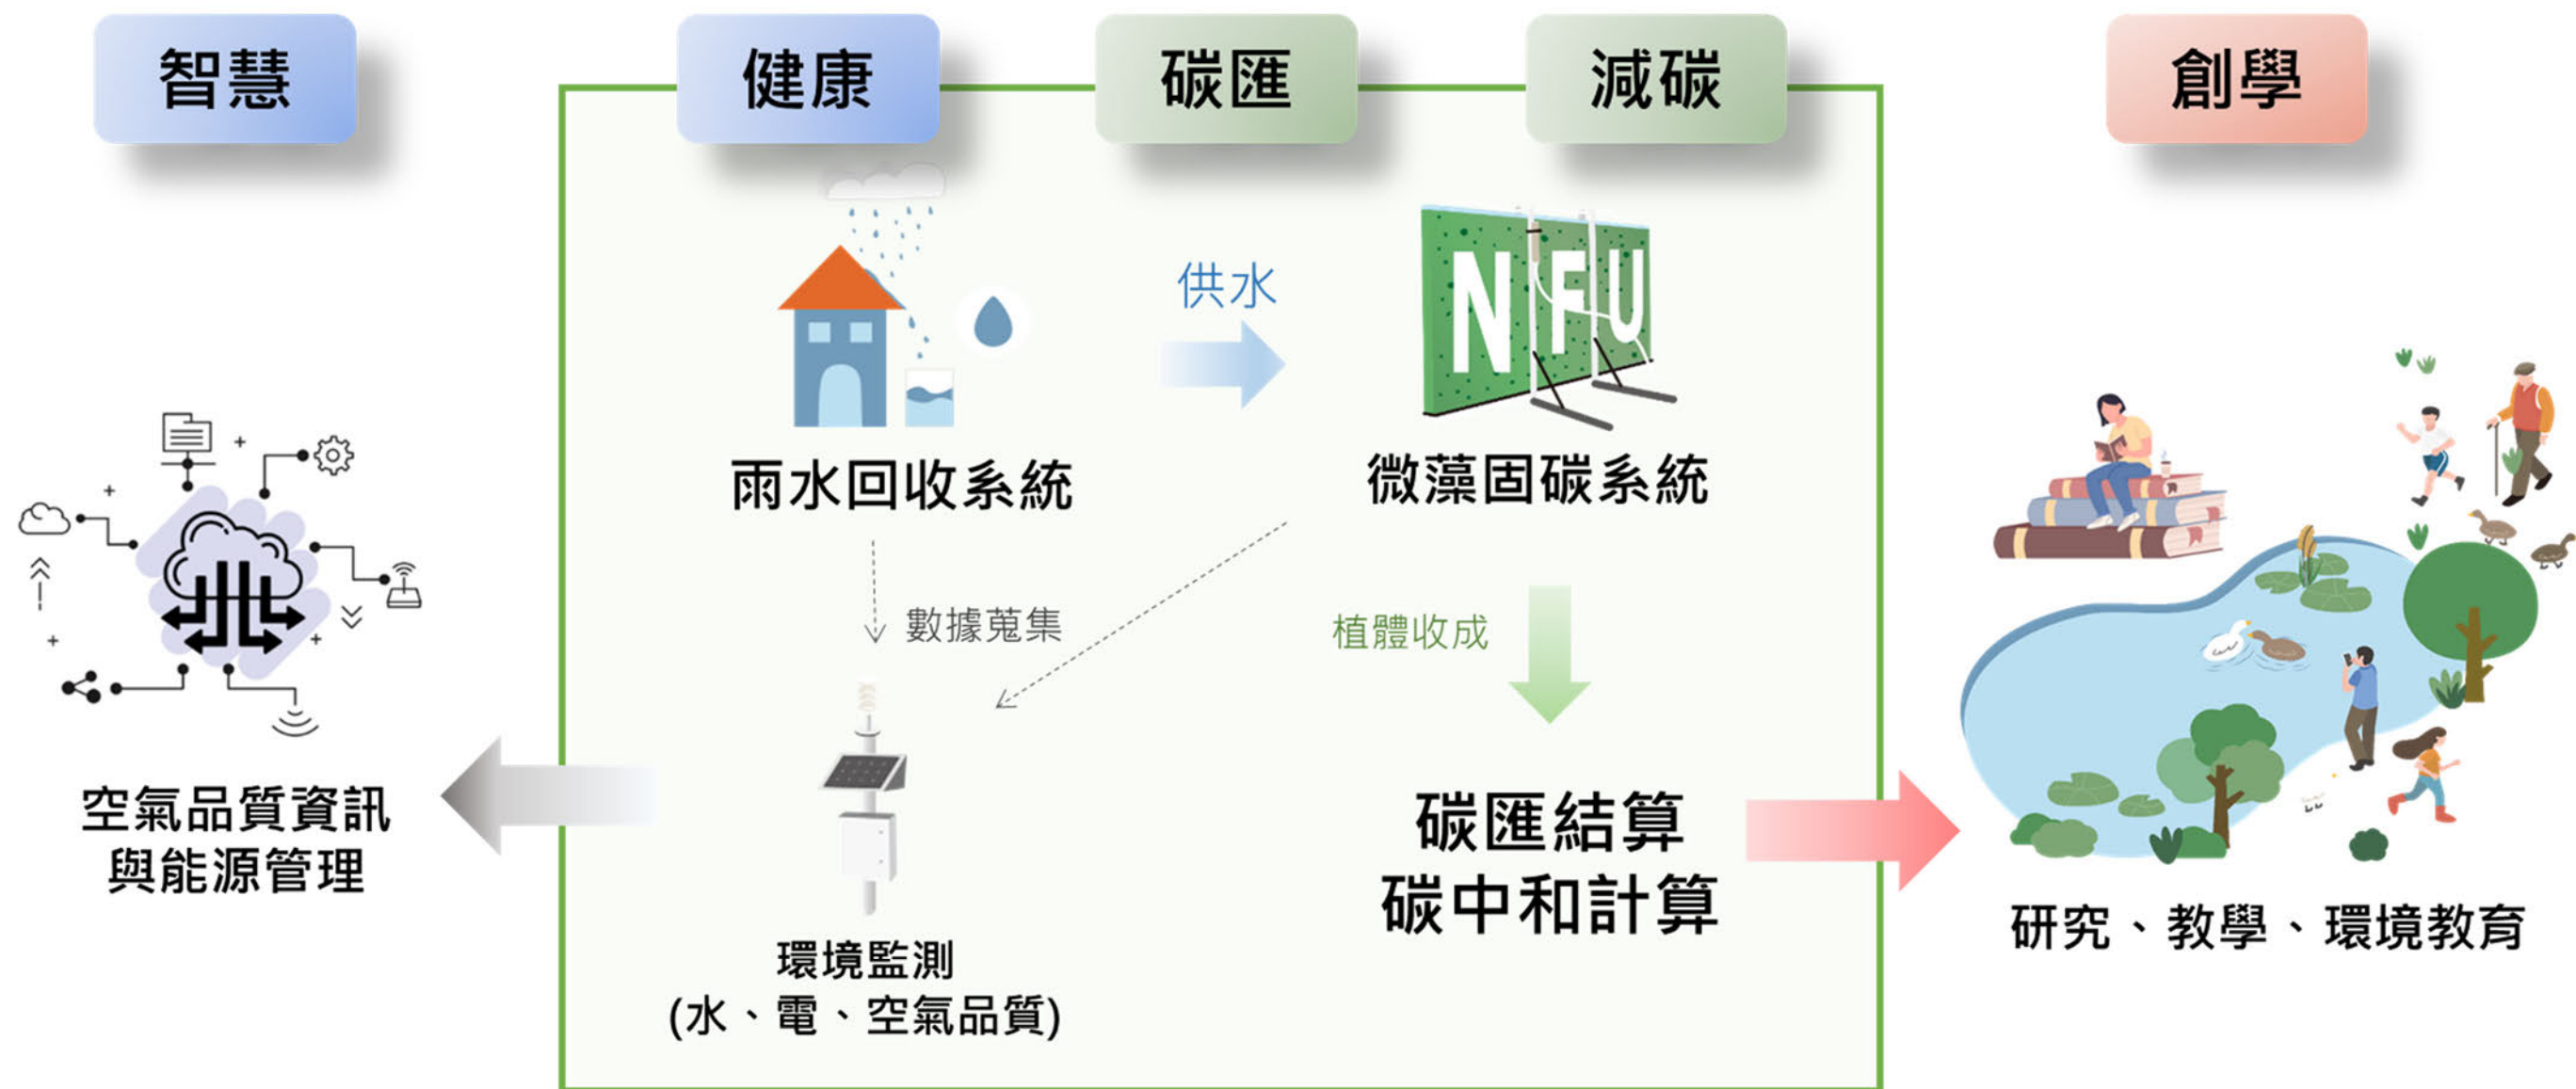 智慧
健康
碳匯
減碳
創學
供水
NFU
雨水回收系統
微藻固碳系統
數據蒐集
植體收成
空氣品質資訊
與能源管理
環境監測
(水、電、空氣品質)
碳匯結算
碳中和計算
研究、教學、環境教育